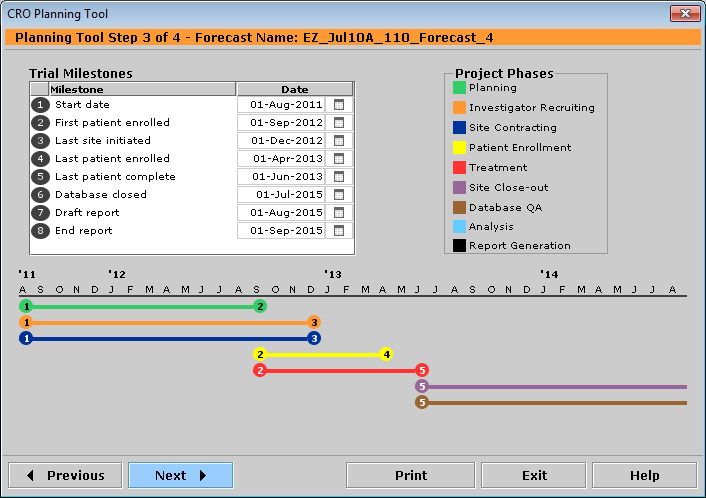 CRO Planning Tool
Planning Tool Step 3 of 4 - Forecast Name: EZ_Jul10A_110_Forecast_4
Trial Milestones
Milestone Date
1 Start date 01-Aug-2011
2 First patient enrolled 01-Sep-2012
3 Last site initiated 01-Dec-2012
4 Last patient enrolled 01-Apr-2013
5 Last patient complete 01-Jun-2013
6 Database closed 01-Jul-2015
7 Draft report 01-Aug-2015
8 End report 01-Sep-2015
Project Phases
Planning
Investigator Recruiting
Site Contracting
Patient Enrollment
Treatment
Site Close-out
Database QA
Analysis
Report Generation
'11 '12 '13 '14
A S O N D J F M A M J J A S O N D J F M A M J J A S O N D J F M A M J J A
1 2
1 3
1 3
2 4
2 5
5
5
Previous Next Print Exit Help